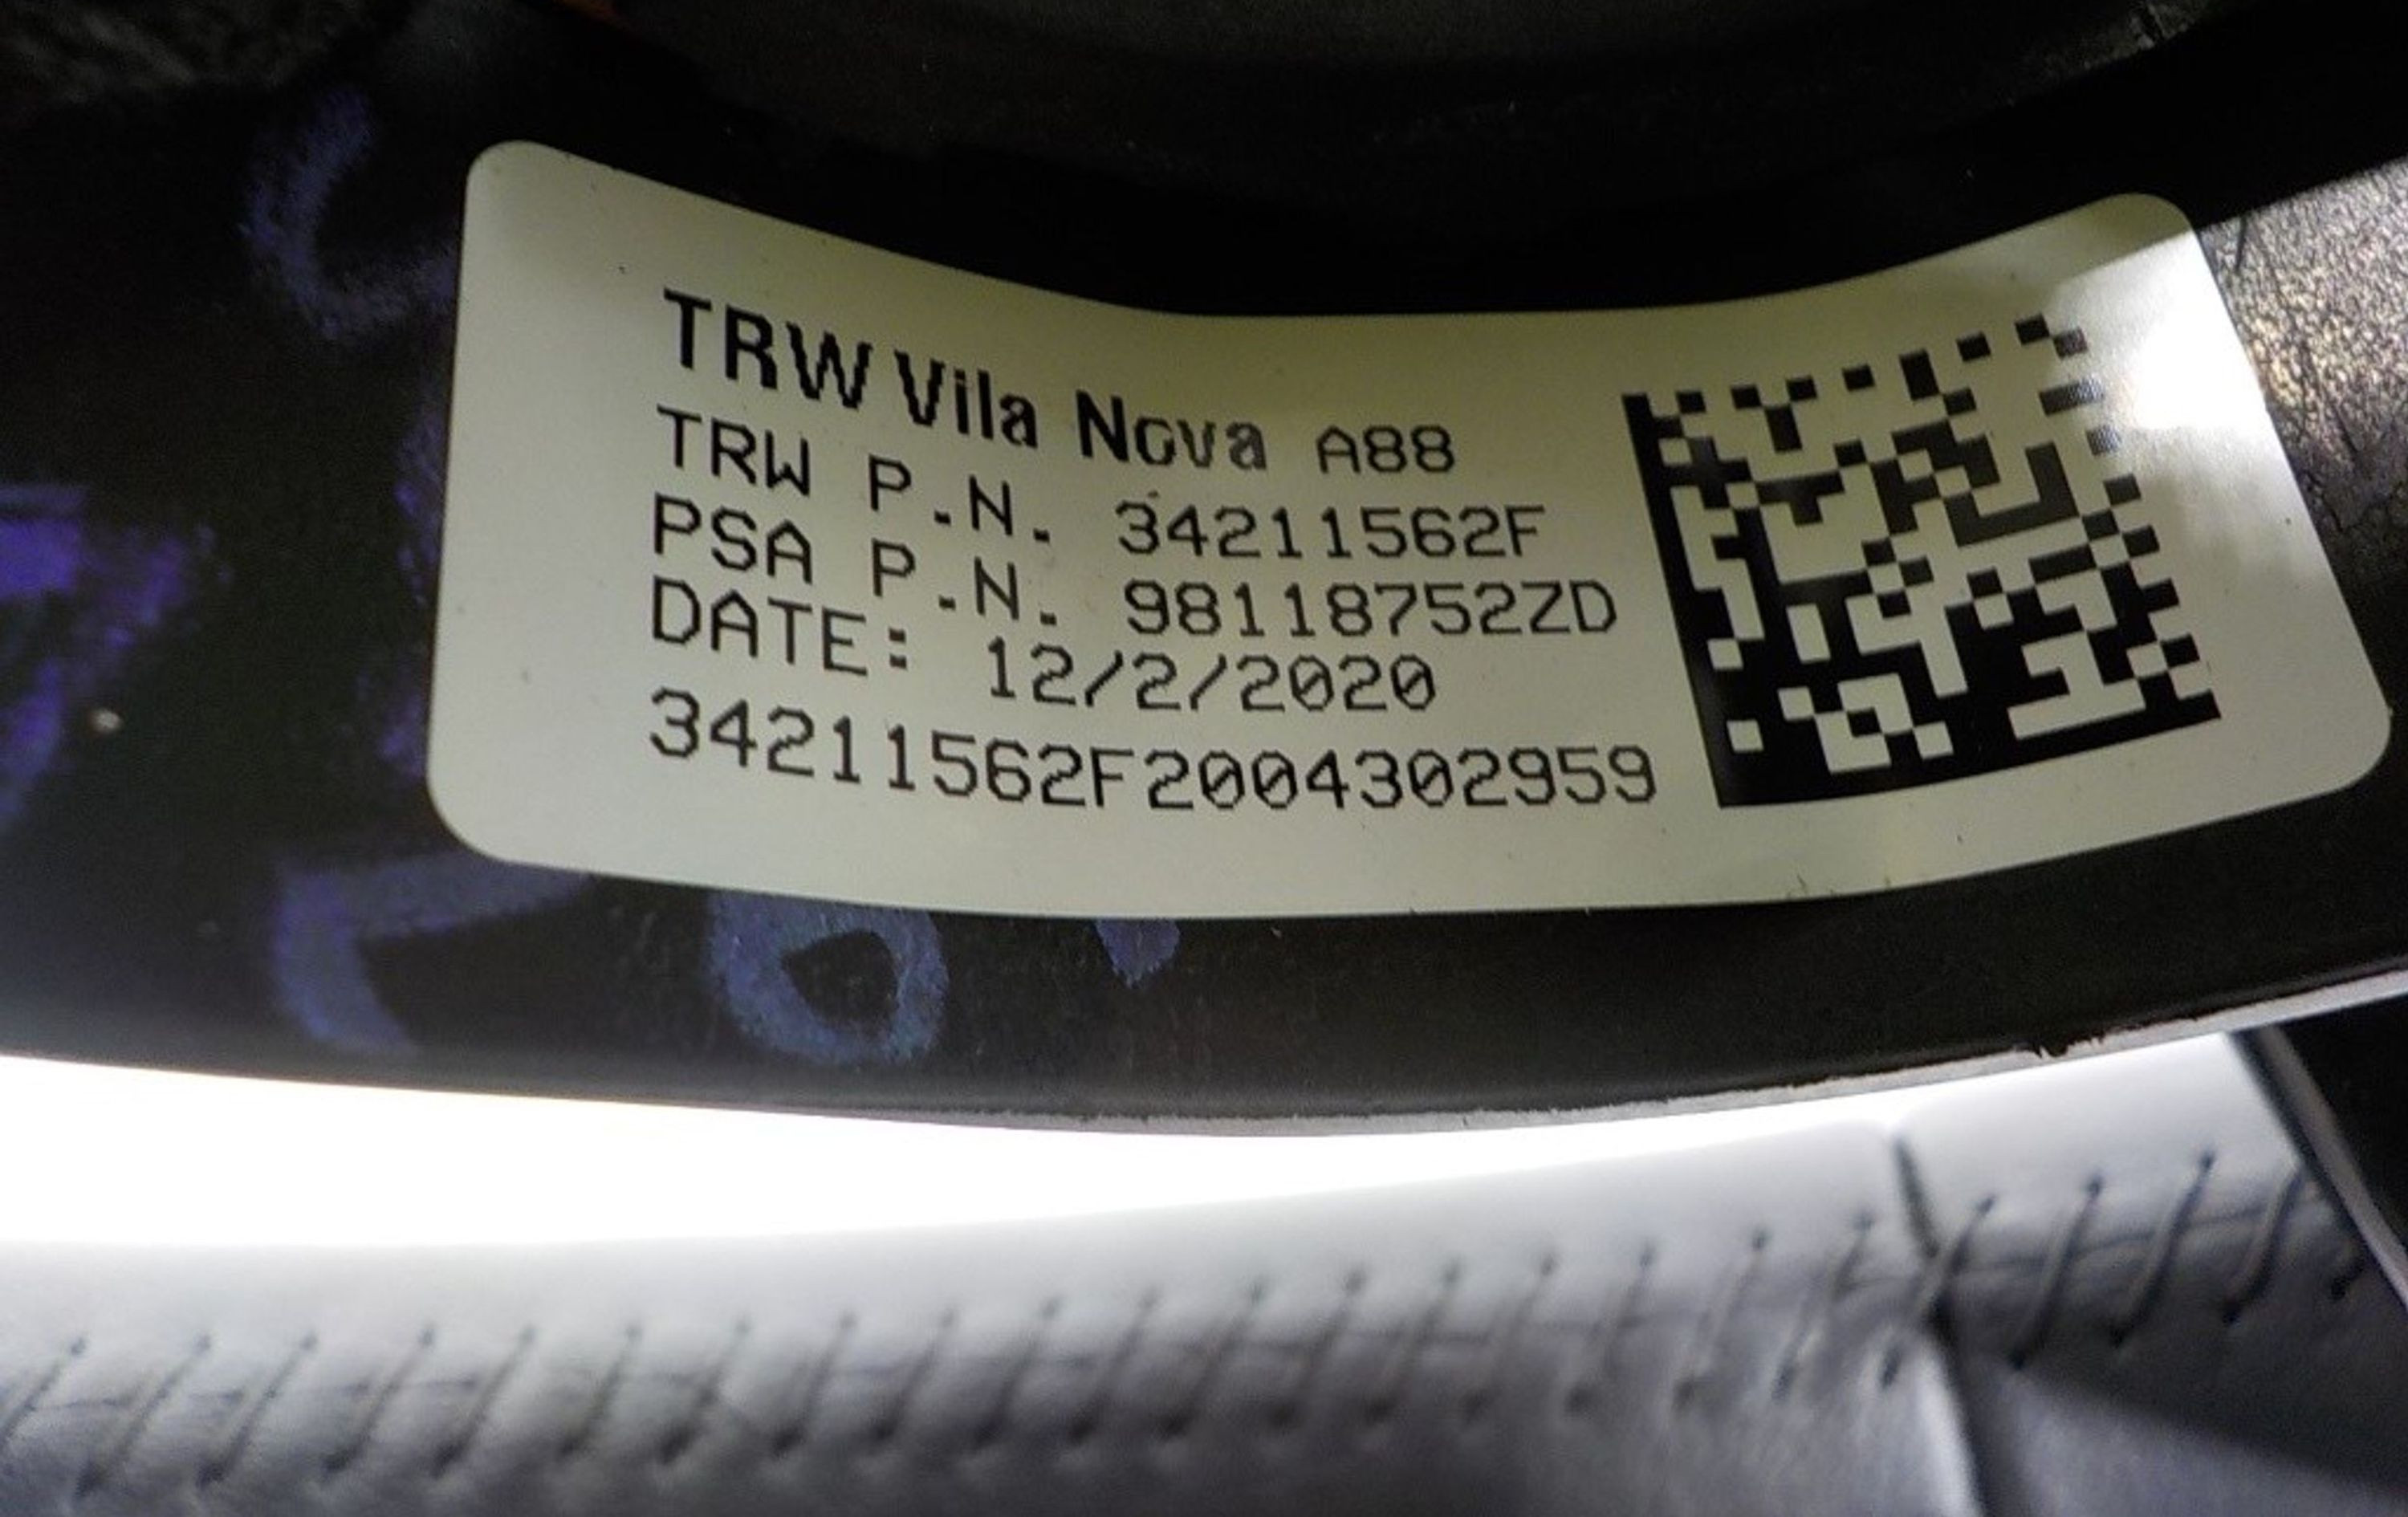 TRW Vila Nova A88
TRW P.N. 34211562F
PSA P.N. 98118752ZD
DATE: 12/2/2020
34211562F2004302959